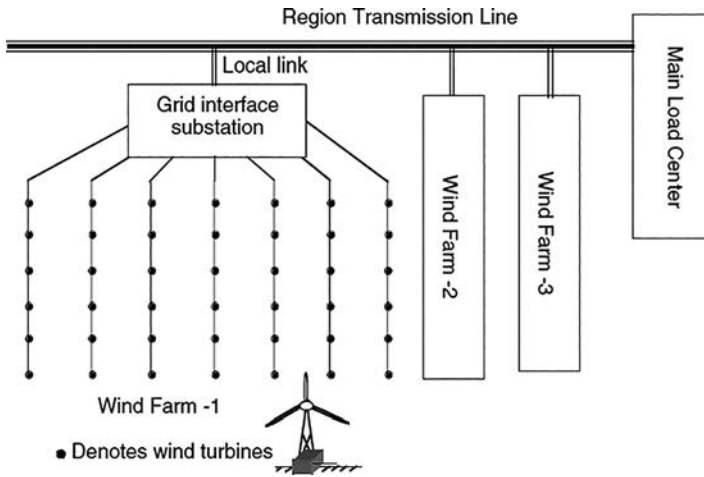 Region Transmission Line
Local link
Grid interface
substation
Main Load Center
Wind Farm -2
Wind Farm -3
Wind Farm -1
Denotes wind turbines